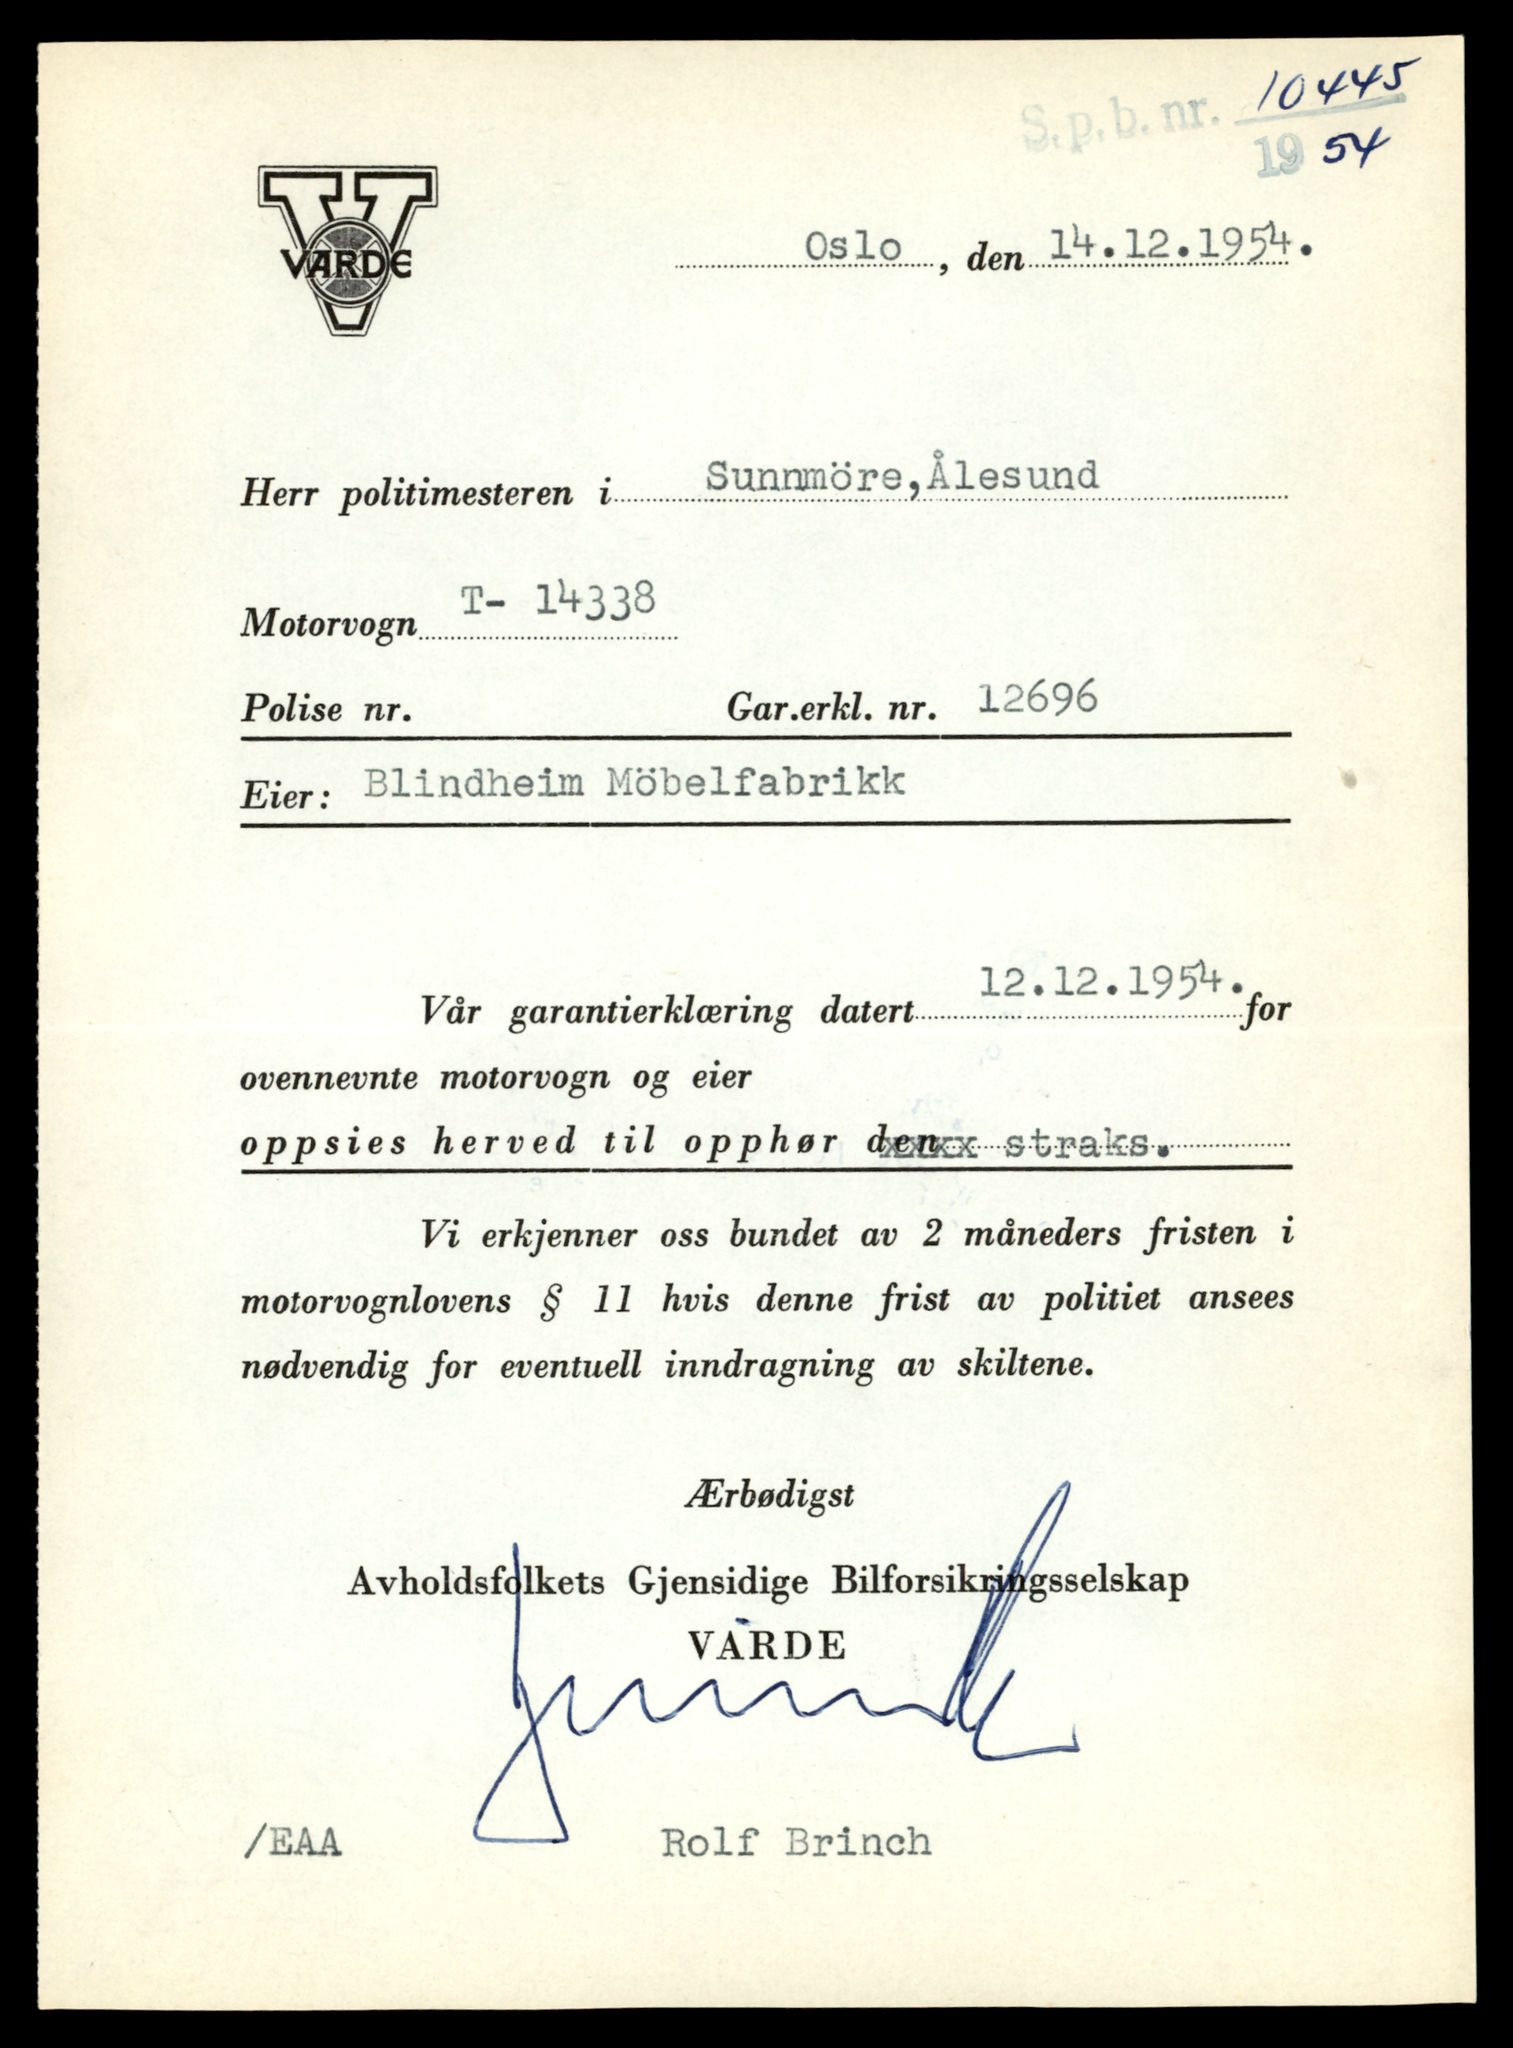 S.p.b. nr. 10445
19 54
VARDE
Oslo, den 14.12.1954.
Herr politimesteren i Sunnmöre,Ålesund
Motorvogn T- 14338
Polise nr. Gar.erkl. nr. 12696
Eier: Blindheim Möbelfabrikk
Vår garantierklæring datert 12.12.1954. for
ovennevnte motorvogn og eier
oppsies herved til opphør den xxxx straks.
Vi erkjenner oss bundet av 2 måneders fristen i
motorvognlovens § 11 hvis denne frist av politiet ansees
nødvendig for eventuell inndragning av skiltene.
Ærbødigst
Avholdsfolkets Gjensidige Bilforsikringsselskap
VARDE
/EAA Rolf Brinch